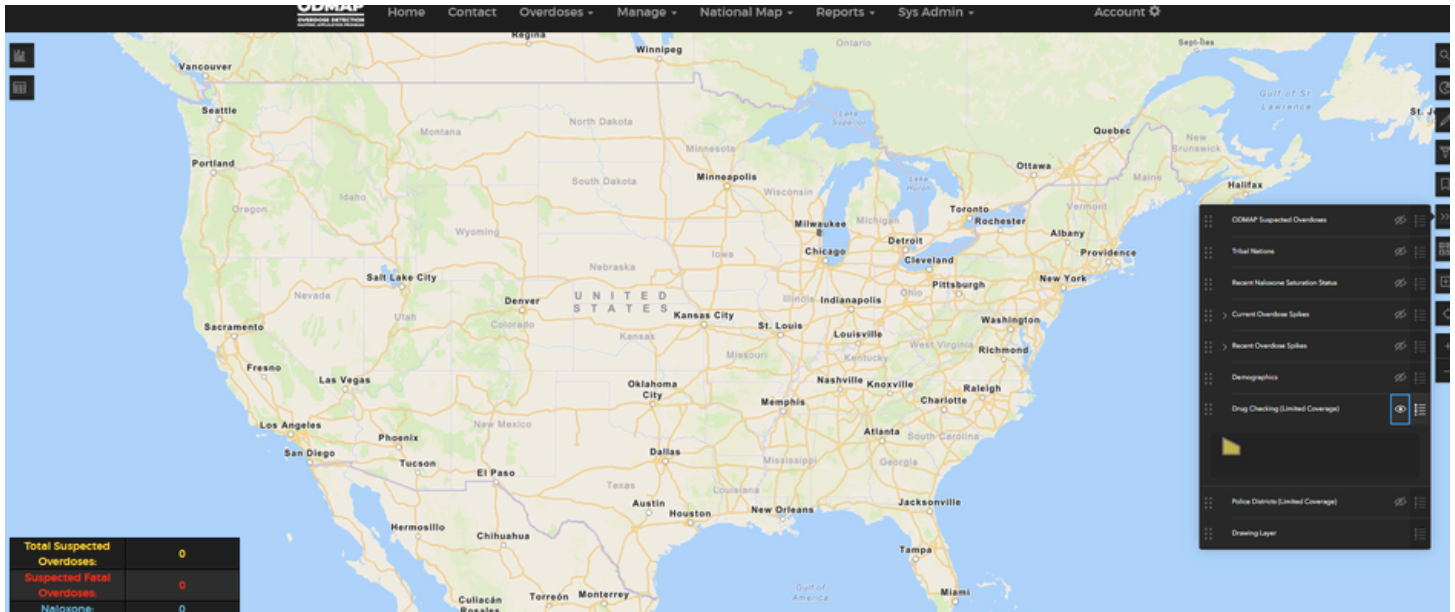 ODMAP
OVERDOSE DETECTION
MAPPING APPLICATION PROGRAM
Home Contact Overdoses Manage National Map Reports Sys Admin Account
Regina
Winnipeg
Ontario
Sept-Îles
Vancouver
Gulf of St
Lawrence
Seattle
St. J
North Dakota
Lake
Superior
Montana
Quebec
New
Brunswick
Minnesota
Portland
Ottawa
Maine
Minneapolis
South Dakota
Lake
Huron
Halifax
Wisconsin
Idaho
Vermont
Oregon
Toronto
Rochester
Milwaukee
Michigan
Wyoming
Albany
Detroit
Chicago
Iowa
Cleveland
Providence
Nebraska
Salt Lake City
New York
Pittsburgh
Nevada
Denver
UNITED
STATES
Illinois
Indianapolis
Ohio
Utah
Kansas City
Washington
Sacramento
Colorado
St. Louis
Louisville
Kansas
West Virginia
Richmond
Missouri
Kentucky
Fresno
Las Vegas
Oklahoma
City
Nashville
Knoxville
Raleigh
Memphis
Charlotte
Los Angeles
New Mexico
Atlanta
South Carolina
Phoenix
San Diego
Dallas
Tucson
Mississippi
Georgia
El Paso
Texas
Louisiana
Austin
Jacksonville
Houston
New Orleans
Hermosillo
Chihuahua
Tampa
Gulf of
America
Miami
Torreón
Monterrey
Culiacán
Rosales
ODMAP Suspected Overdoses
Tribal Nations
Recent Naloxone Saturation Status
Current Overdose Spikes
Recent Overdose Spikes
Demographics
Drug Checking (Limited Coverage)
Police Districts (Limited Coverage)
Drawing Layer
Total Suspected
Overdoses: 0
Suspected Fatal
Overdoses: 0
Naloxone: 0